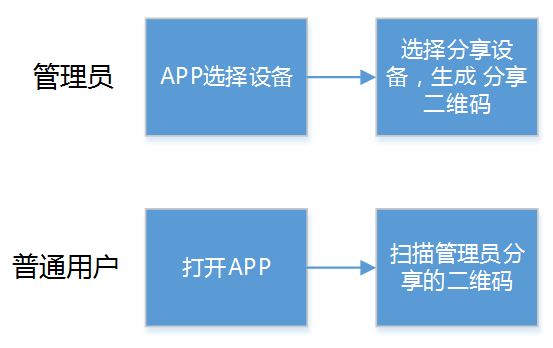 管理员
APP选择设备
选择分享设
备，生成 分享
二维码
普通用户
打开APP
扫描管理员分
享的二维码